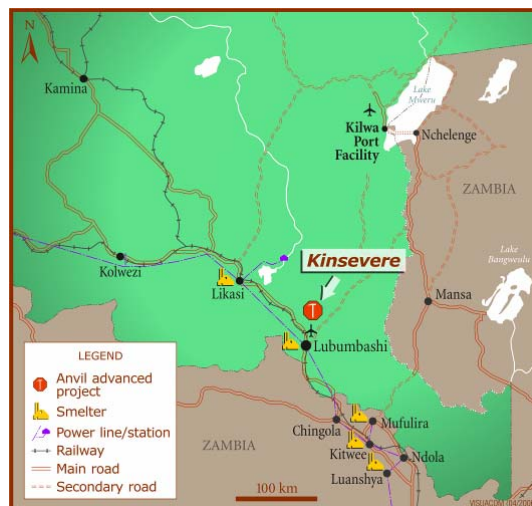 N
Kamina
Lake
Mweru
Kilwa
Port
Facility
Nchelenge
ZAMBIA
Kolwezi
Likasi
Kinsevere
Lake
Bangweulu
Mansa
Lubumbashi
LEGEND
Anvil advanced
project
Smelter
Power line/station
Railway
Main road
Secondary road
ZAMBIA
Chingola
Mufulira
Kitwee
Ndola
Luanshya
100 km